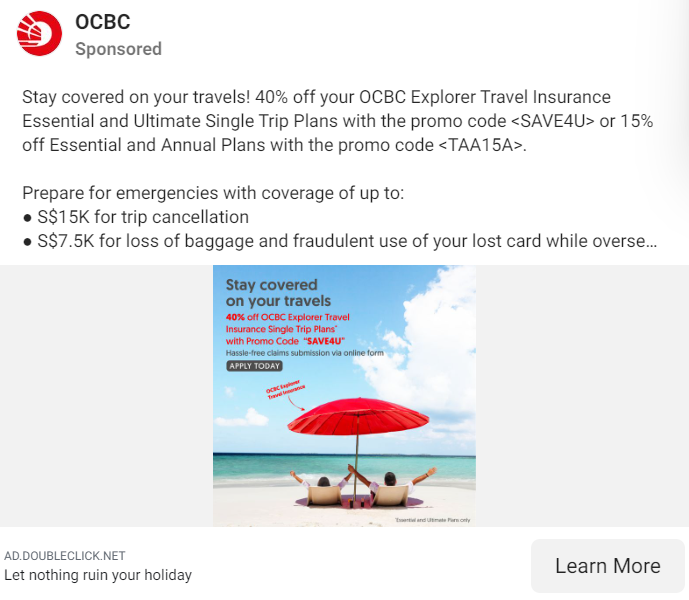 OCBC
Sponsored
Stay covered on your travels! 40% off your OCBC Explorer Travel Insurance
Essential and Ultimate Single Trip Plans with the promo code <SAVE4U> or 15%
off Essential and Annual Plans with the promo code <TAA15A>.
Prepare for emergencies with coverage of up to:
● S$15K for trip cancellation
● S$7.5K for loss of baggage and fraudulent use of your lost card while overse...
Stay covered
on your travels
40% off OCBC Explorer Travel
Insurance Single Trip Plans*
with Promo Code "SAVE4U"
Hassle-free claims submission via online form
APPLY TODAY
OCBC Explorer
Travel Insurance
*Essential and Ultimate Plans only
AD.DOUBLECLICK.NET
Let nothing ruin your holiday
Learn More